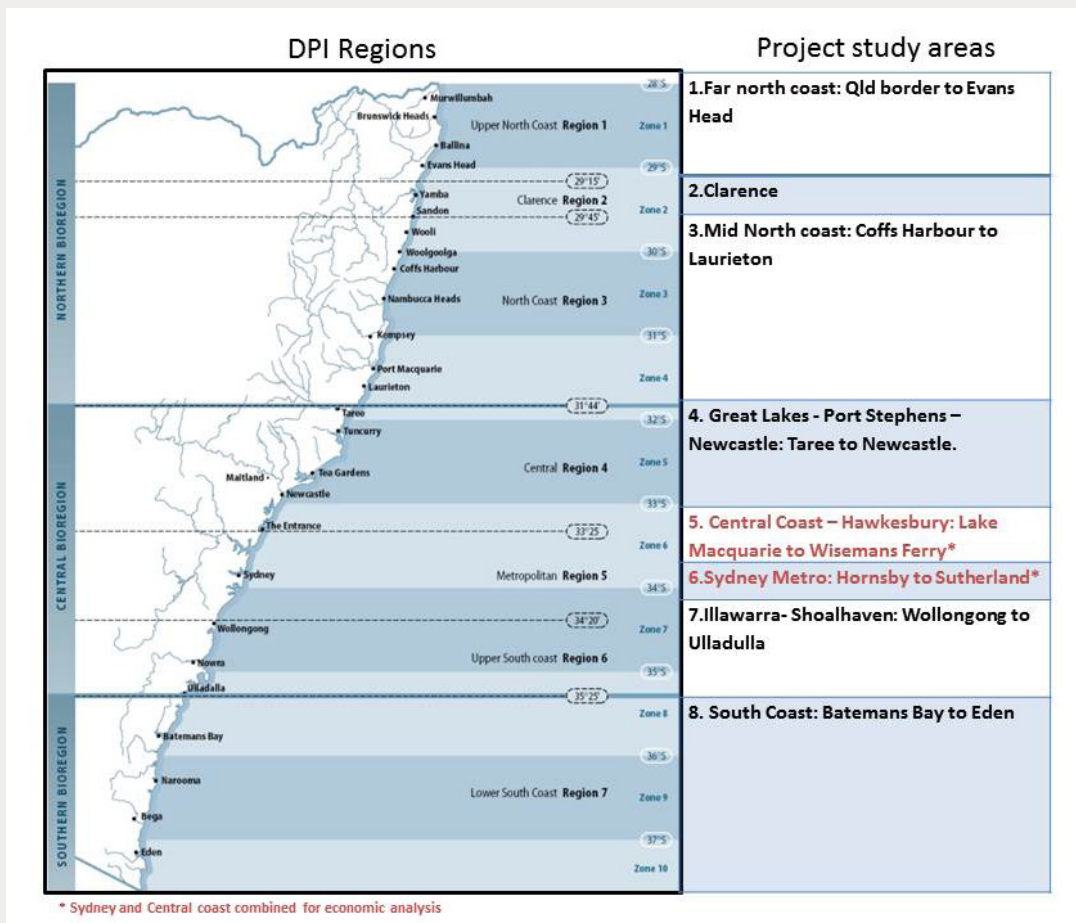 DPI Regions
Project study areas
NORTHERN BIOREGION
CENTRAL BIOREGION
SOUTHERN BIOREGION
28°S
Murwillumbah
Brunswick Heads
Upper North Coast Region 1
Zone 1
Ballina
Evans Head
29°S
29°15'
Yamba
Clarence Region 2
Zone 2
Sandon
29°45'
Wooli
Woolgoolga
30°S
Coffs Harbour
Nambucca Heads
North Coast Region 3
Zone 3
Kempsey
31°S
Port Macquarie
Zone 4
Laurieton
31°44'
Taree
32°S
Tuncurry
Central Region 4
Zone 5
Tea Gardens
Maitland
Newcastle
33°S
The Entrance
33°25'
Zone 6
Sydney
Metropolitan Region 5
34°S
34°20'
Wollongong
Zone 7
Nowra
Upper South coast Region 6
35°S
Ulladulla
35°25'
Zone 8
Batemans Bay
36°S
Narooma
Lower South Coast Region 7
Zone 9
Bega
37°S
Eden
Zone 10
1.Far north coast: Qld border to Evans
Head
2.Clarence
3.Mid North coast: Coffs Harbour to
Laurieton
4. Great Lakes - Port Stephens –
Newcastle: Taree to Newcastle.
5. Central Coast – Hawkesbury: Lake
Macquarie to Wisemans Ferry*
6.Sydney Metro: Hornsby to Sutherland*
7.Illawarra- Shoalhaven: Wollongong to
Ulladulla
8. South Coast: Batemans Bay to Eden
* Sydney and Central coast combined for economic analysis